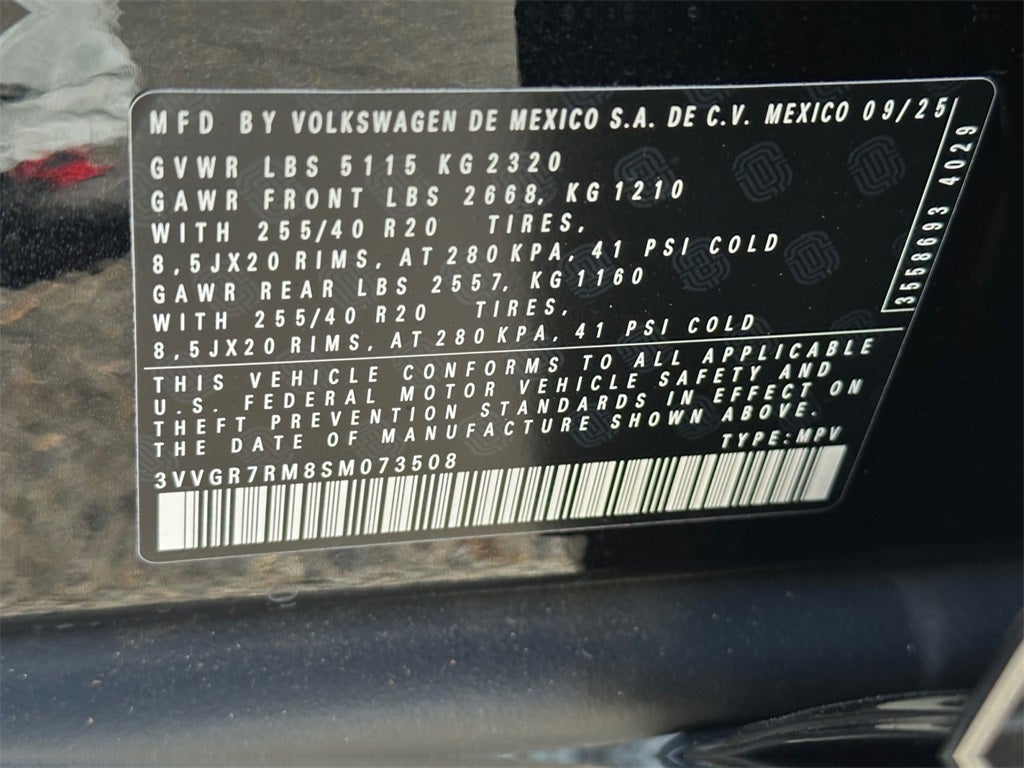 MFD BY VOLKSWAGEN DE MEXICO S.A. DE C.V. MEXICO 09/25
GVWR LBS 5115 KG 2320
GAWR FRONT LBS 2668, KG 1210
WITH 255/40 R20 TIRES,
8,5JX20 RIMS, AT 280 KPA, 41 PSI COLD
GAWR REAR LBS 2557, KG 1160
WITH 255/40 R20 TIRES,
8,5JX20 RIMS, AT 280 KPA, 41 PSI COLD
3558693 4029
THIS VEHICLE CONFORMS TO ALL APPLICABLE
U.S. FEDERAL MOTOR VEHICLE SAFETY AND
THEFT PREVENTION STANDARDS IN EFFECT ON
THE DATE OF MANUFACTURE SHOWN ABOVE.
TYPE:MPV
3VVGR7RM8SM073508